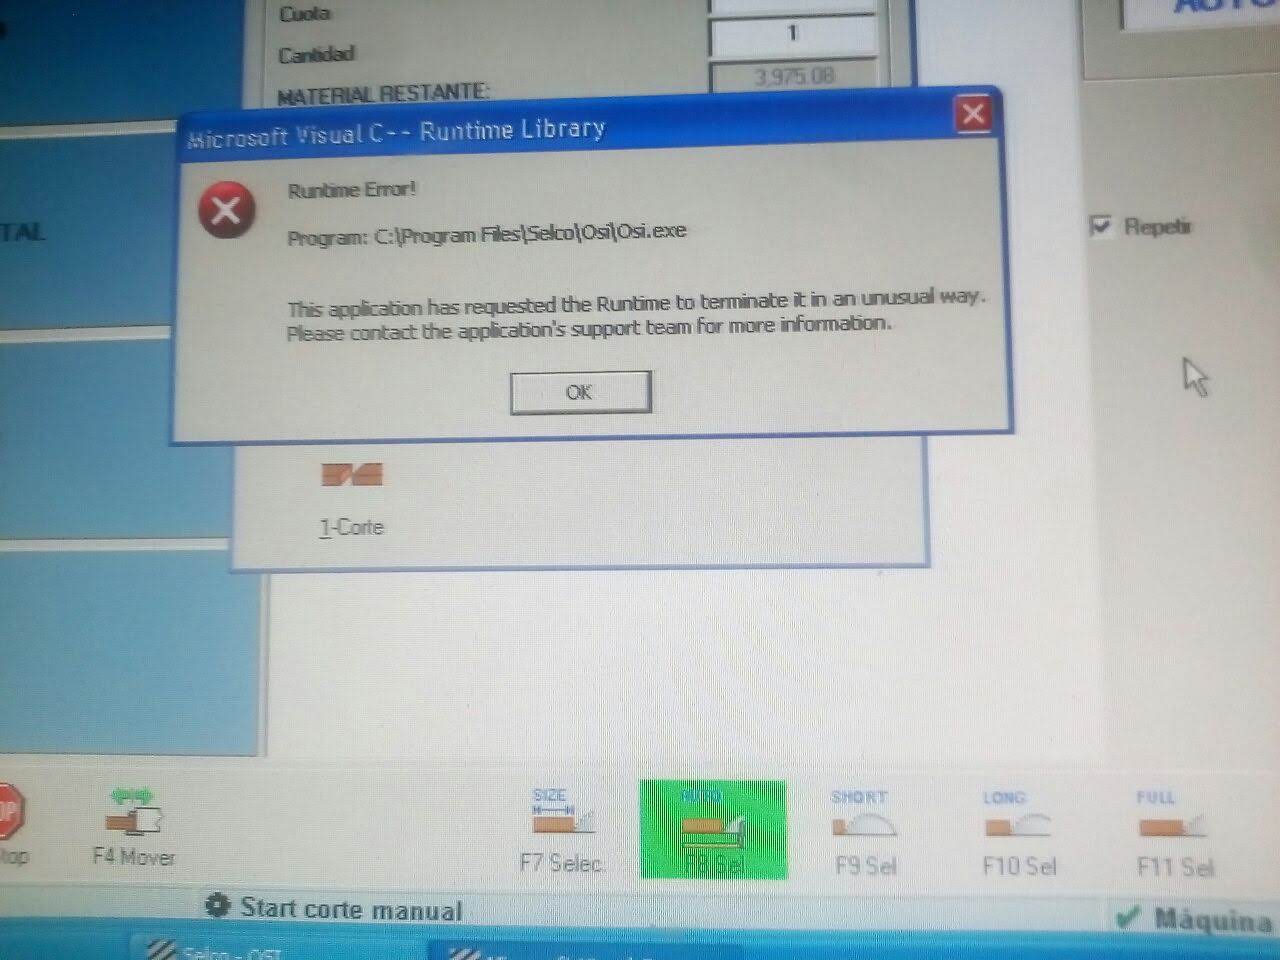 Cuota
Cantidad
1
MATERIAL RESTANTE:
3,975.08
Microsoft Visual C-- Runtime Library
Runtime Error!
Program: C:\Program Files\Selco\Osi\Osi.exe
This application has requested the Runtime to terminate it in an unusual way.
Please contact the application's support team for more information.
OK
TAL
Repetir
1-Corte
F4 Mover
SIZE
F7 Selec.
AUTO
F8 Sel
SHORT
F9 Sel
LONG
F10 Sel
FULL
F11 Sel
Start corte manual
Máquina
Selco - OSI